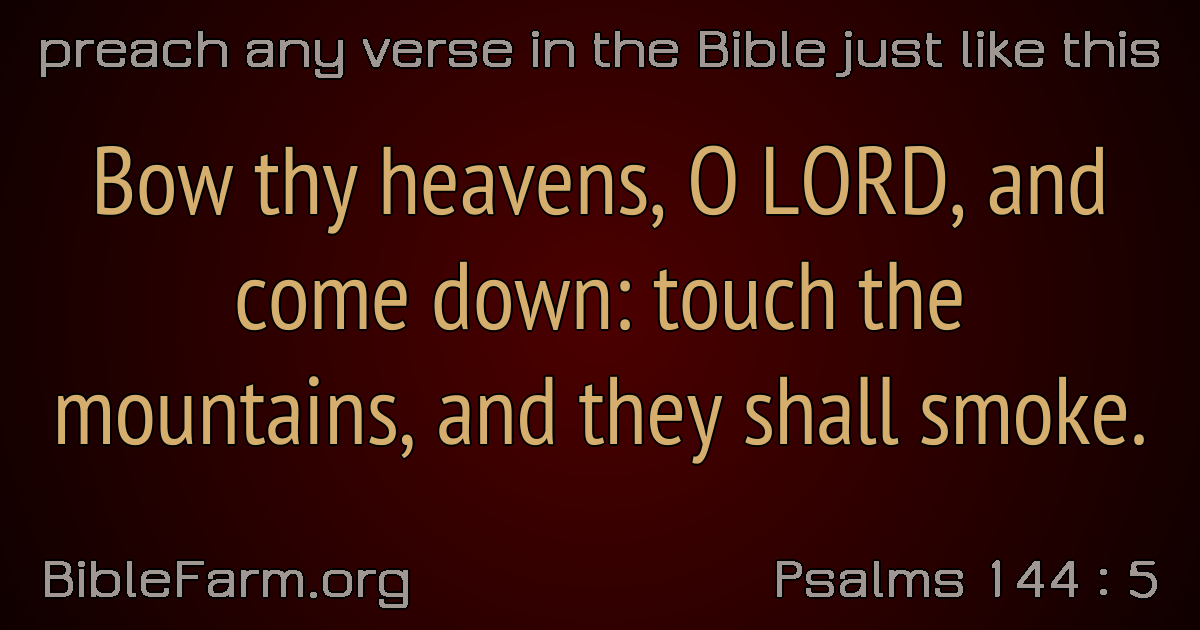 preach any verse in the Bible just like this
Bow thy heavens, O LORD, and
come down: touch the
mountains, and they shall smoke.
BibleFarm.org
Psalms 144 : 5